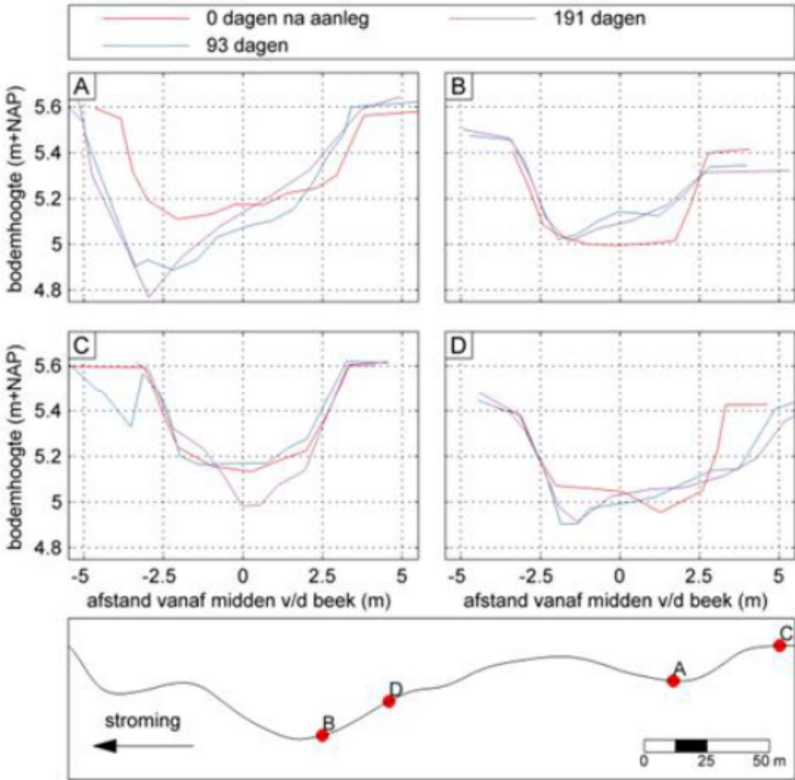 0 dagen na aanleg 191 dagen
93 dagen
A B
bodemhoogte (m+NAP)
5.6
5.4
5.2
5
4.8
C D
bodemhoogte (m+NAP)
5.6
5.4
5.2
5
4.8
-5 -2.5 0 2.5 5 -5 -2.5 0 2.5 5
afstand vanaf midden v/d beek (m) afstand vanaf midden v/d beek (m)
C
A
D
stroming
B
0 25 50 m